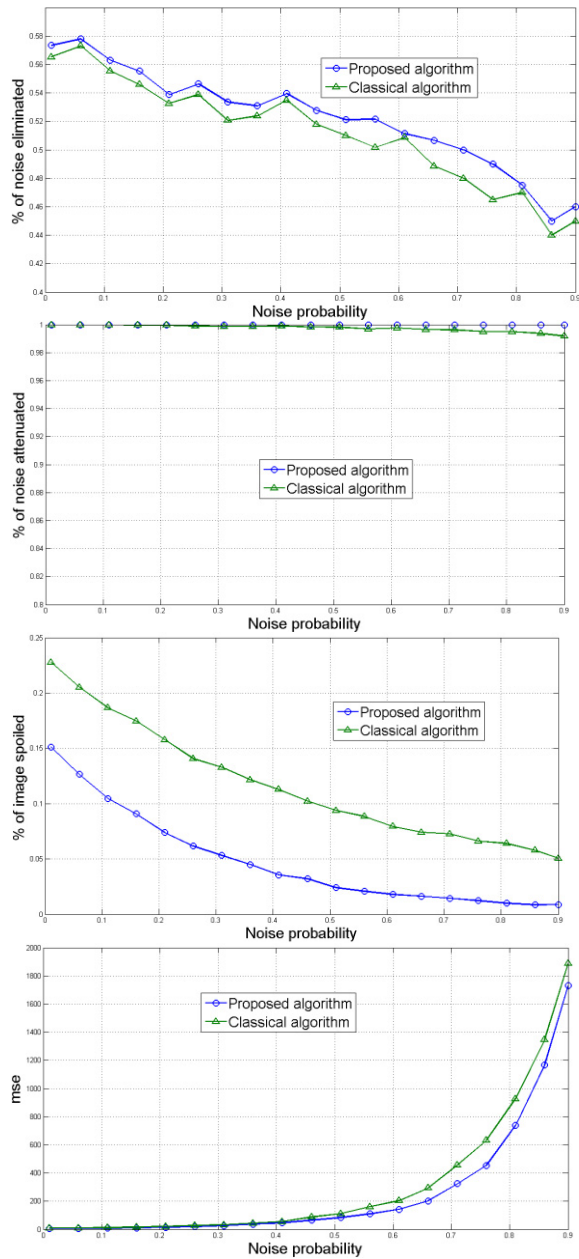 % of noise eliminated
0.58
0.56
0.54
0.52
0.5
0.48
0.46
0.44
0.42
0.4
Proposed algorithm
Classical algorithm
0 0.1 0.2 0.3 0.4 0.5 0.6 0.7 0.8 0.9
Noise probability
% of noise attenuated
1
0.98
0.96
0.94
0.92
0.9
0.88
0.86
0.84
0.82
0.8
Proposed algorithm
Classical algorithm
0 0.1 0.2 0.3 0.4 0.5 0.6 0.7 0.8 0.9
Noise probability
% of image spoiled
0.25
0.2
0.15
0.1
0.05
0
Proposed algorithm
Classical algorithm
0 0.1 0.2 0.3 0.4 0.5 0.6 0.7 0.8 0.9
Noise probability
mse
2000
1800
1600
1400
1200
1000
800
600
400
200
0
Proposed algorithm
Classical algorithm
0 0.1 0.2 0.3 0.4 0.5 0.6 0.7 0.8 0.9
Noise probability